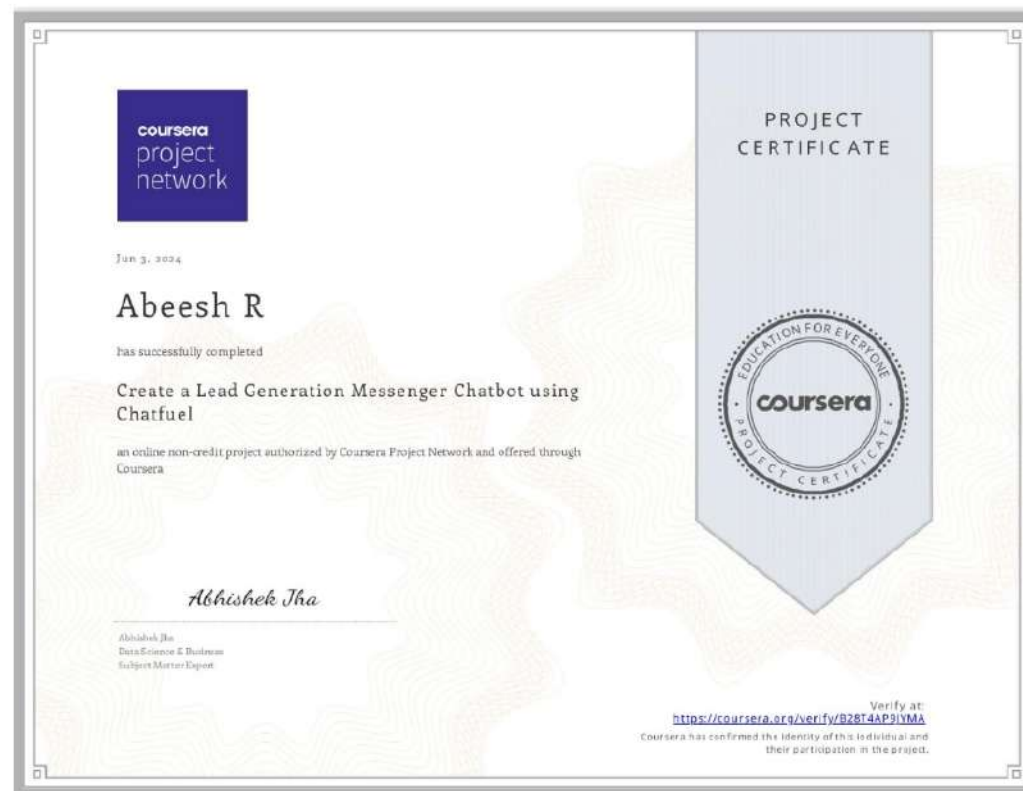 coursera
project
network
Jun 3, 2024
Abeesh R
has successfully completed
Create a Lead Generation Messenger Chatbot using
Chatfuel
an online non-credit project authorized by Coursera Project Network and offered through
Coursera
Abhishek Jha
Abhishek Jha
Data Science & Business
Subject Matter Expert
PROJECT
CERTIFICATE
EDUCATION FOR EVERYONE
coursera
PROJECT CERTIFICATE
Verify at:
https://coursera.org/verify/B28T4AP9JYMA
Coursera has confirmed the identity of this individual and
their participation in the project.